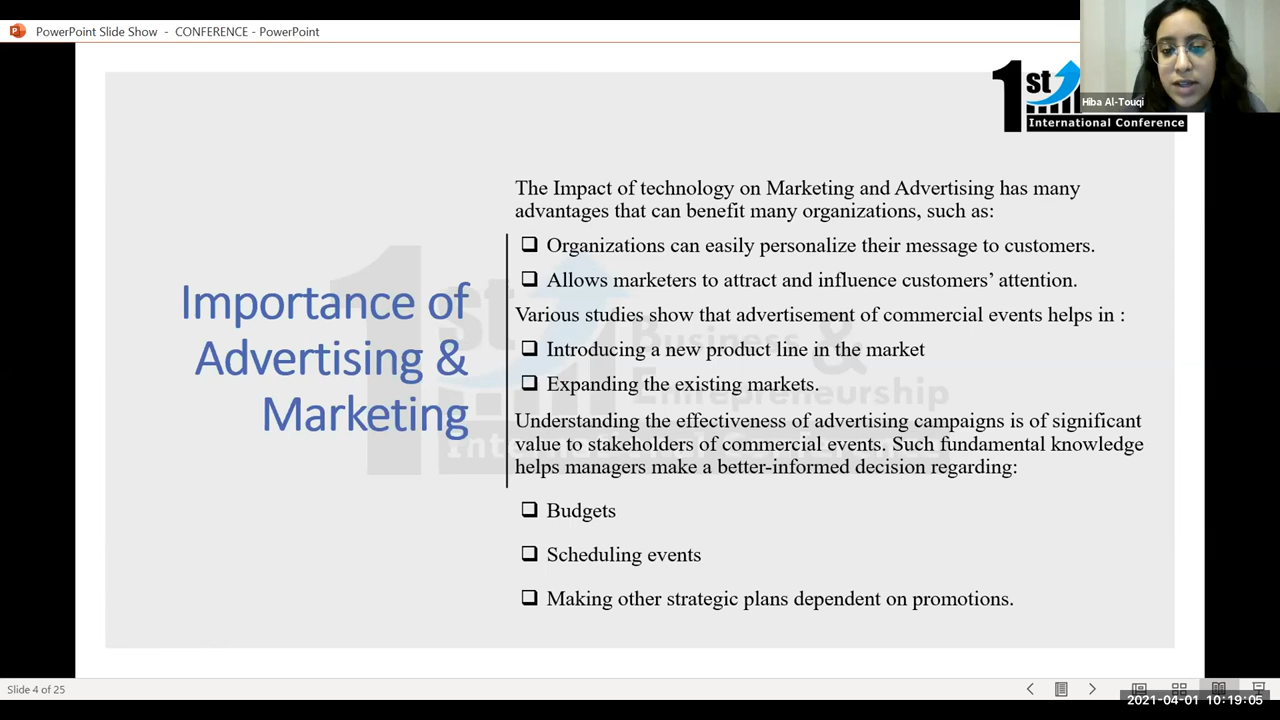 PowerPoint Slide Show - CONFERENCE - PowerPoint
1st
International Conference
Hiba Al-Touqi
Importance of
Advertising &
Marketing
The Impact of technology on Marketing and Advertising has many
advantages that can benefit many organizations, such as:
❑ Organizations can easily personalize their message to customers.
❑ Allows marketers to attract and influence customers’ attention.
Various studies show that advertisement of commercial events helps in :
❑ Introducing a new product line in the market
❑ Expanding the existing markets.
Understanding the effectiveness of advertising campaigns is of significant
value to stakeholders of commercial events. Such fundamental knowledge
helps managers make a better-informed decision regarding:
❑ Budgets
❑ Scheduling events
❑ Making other strategic plans dependent on promotions.
1st
Business &
Entrepreneurship
International Conference
Slide 4 of 25
2021-04-01 10:19:05